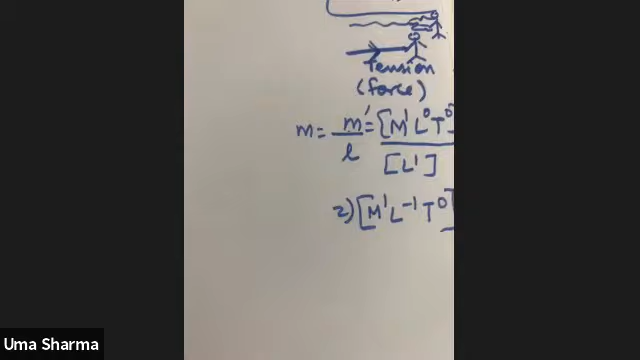 Tension
(force)
m = m'/l = [M¹L⁰T⁰]/[L¹]
2) [M¹L⁻¹T⁰]
Uma Sharma